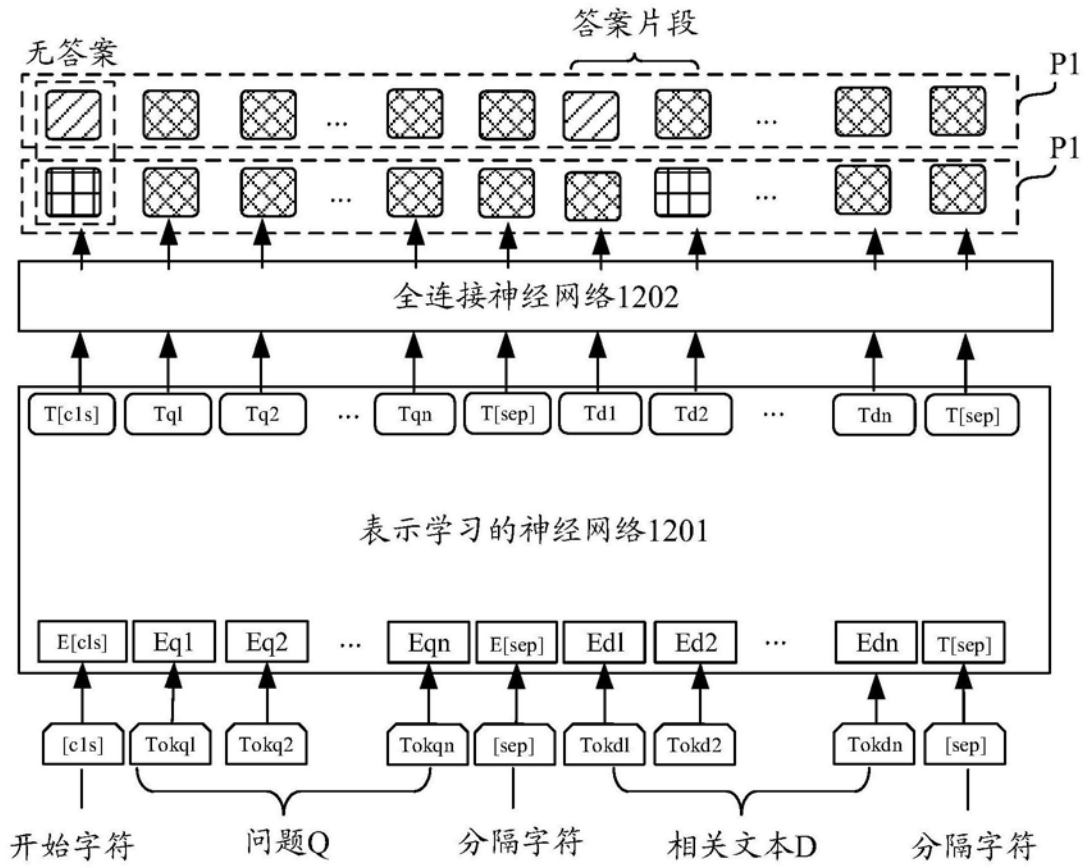 答案片段
无答案
P1
... ...
P1
... ...
全连接神经网络1202
T[c1s] Tq1 Tq2 ... Tqn T[sep] Td1 Td2 ... Tdn T[sep]
表示学习的神经网络1201
E[cls] Eq1 Eq2 ... Eqn E[sep] Ed1 Ed2 ... Edn T[sep]
[c1s] Tokq1 Tokq2 Tokqn [sep] Tokd1 Tokd2 Tokdn [sep]
开始字符 问题Q 分隔字符 相关文本D 分隔字符